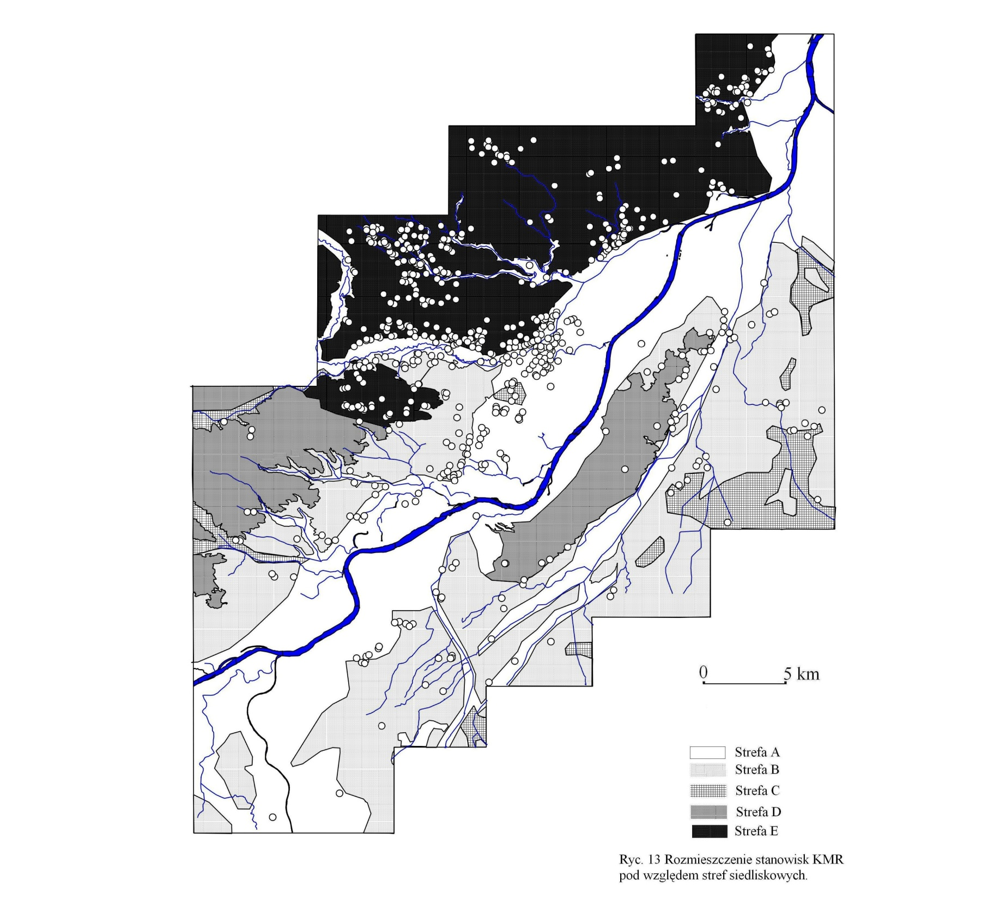 0 5 km
Strefa A
Strefa B
Strefa C
Strefa D
Strefa E
Ryc. 13 Rozmieszczenie stanowisk KMR
pod względem stref siedliskowych.